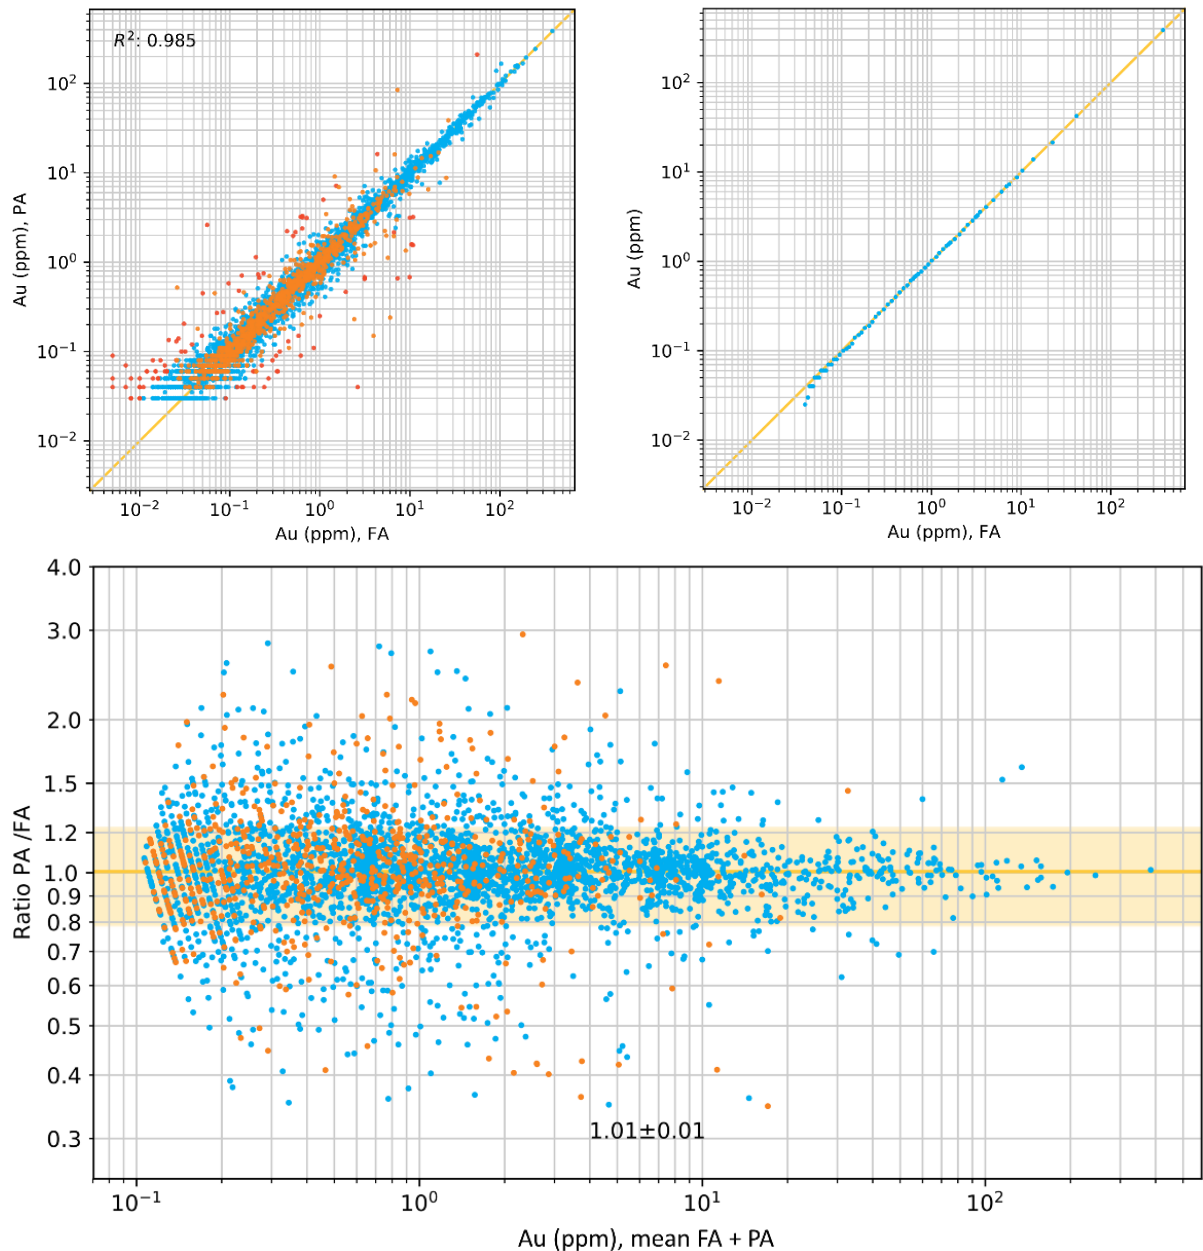 R²: 0.985
10²
10¹
10⁰
10⁻¹
10⁻²
Au (ppm), PA
10⁻² 10⁻¹ 10⁰ 10¹ 10²
Au (ppm), FA
10²
10¹
10⁰
10⁻¹
10⁻²
Au (ppm)
10⁻² 10⁻¹ 10⁰ 10¹ 10²
Au (ppm), FA
4.0
3.0
2.0
1.5
1.2
1.0
0.9
0.8
0.7
0.6
0.5
0.4
0.3
Ratio PA /FA
1.01±0.01
10⁻¹ 10⁰ 10¹ 10²
Au (ppm), mean FA + PA